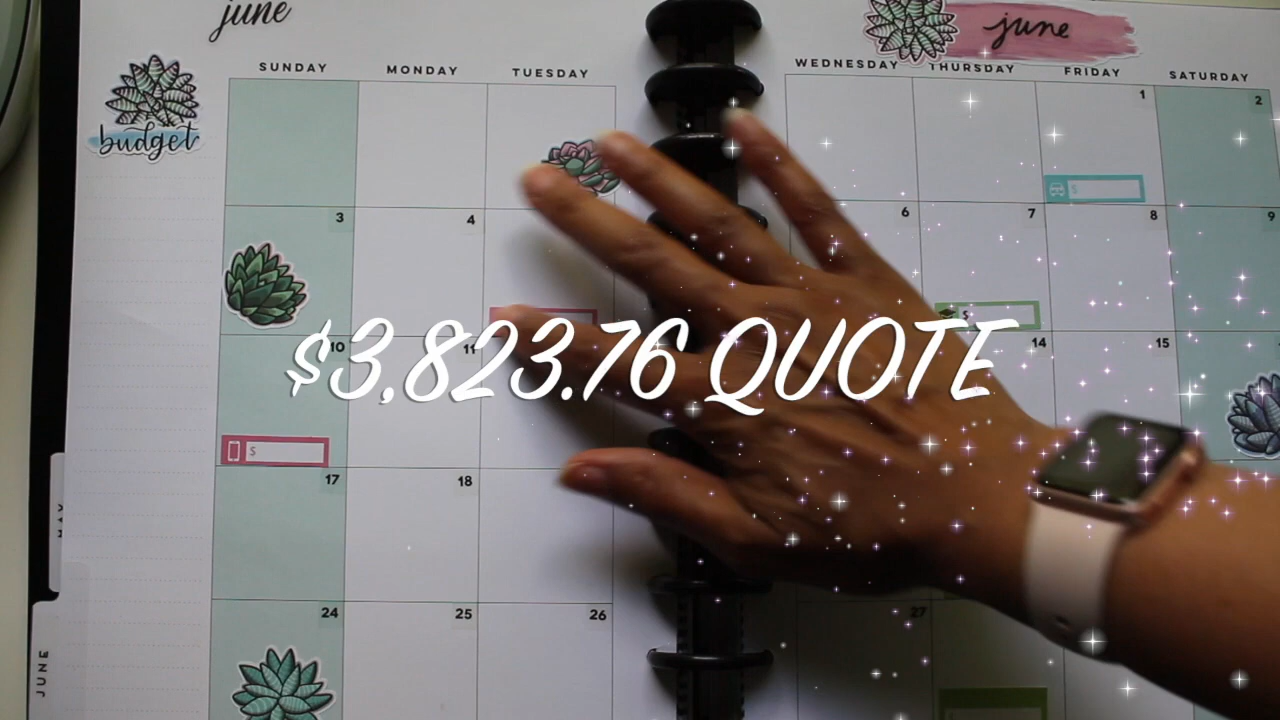 june
june
budget
SUNDAY MONDAY TUESDAY WEDNESDAY THURSDAY FRIDAY SATURDAY
1 2
3 4 6 7 8 9
$
10 11 14 15
$
$3,823.76 QUOTE
$
17 18
24 25 26 27
JUNE